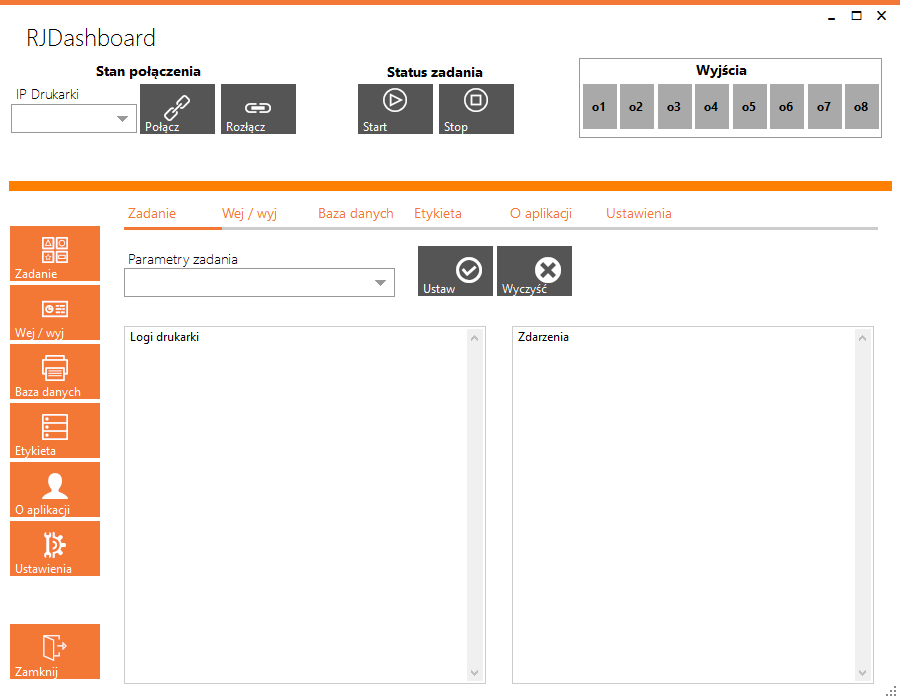 RJDashboard
Stan połączenia
IP Drukarki
Połącz
Rozłącz
Status zadania
Start
Stop
Wyjścia
o1 o2 o3 o4 o5 o6 o7 o8
Zadanie Wej / wyj Baza danych Etykieta O aplikacji Ustawienia
Zadanie
Wej / wyj
Baza danych
Etykieta
O aplikacji
Ustawienia
Zamknij
Parametry zadania
Ustaw
Wyczyść
Logi drukarki
Zdarzenia